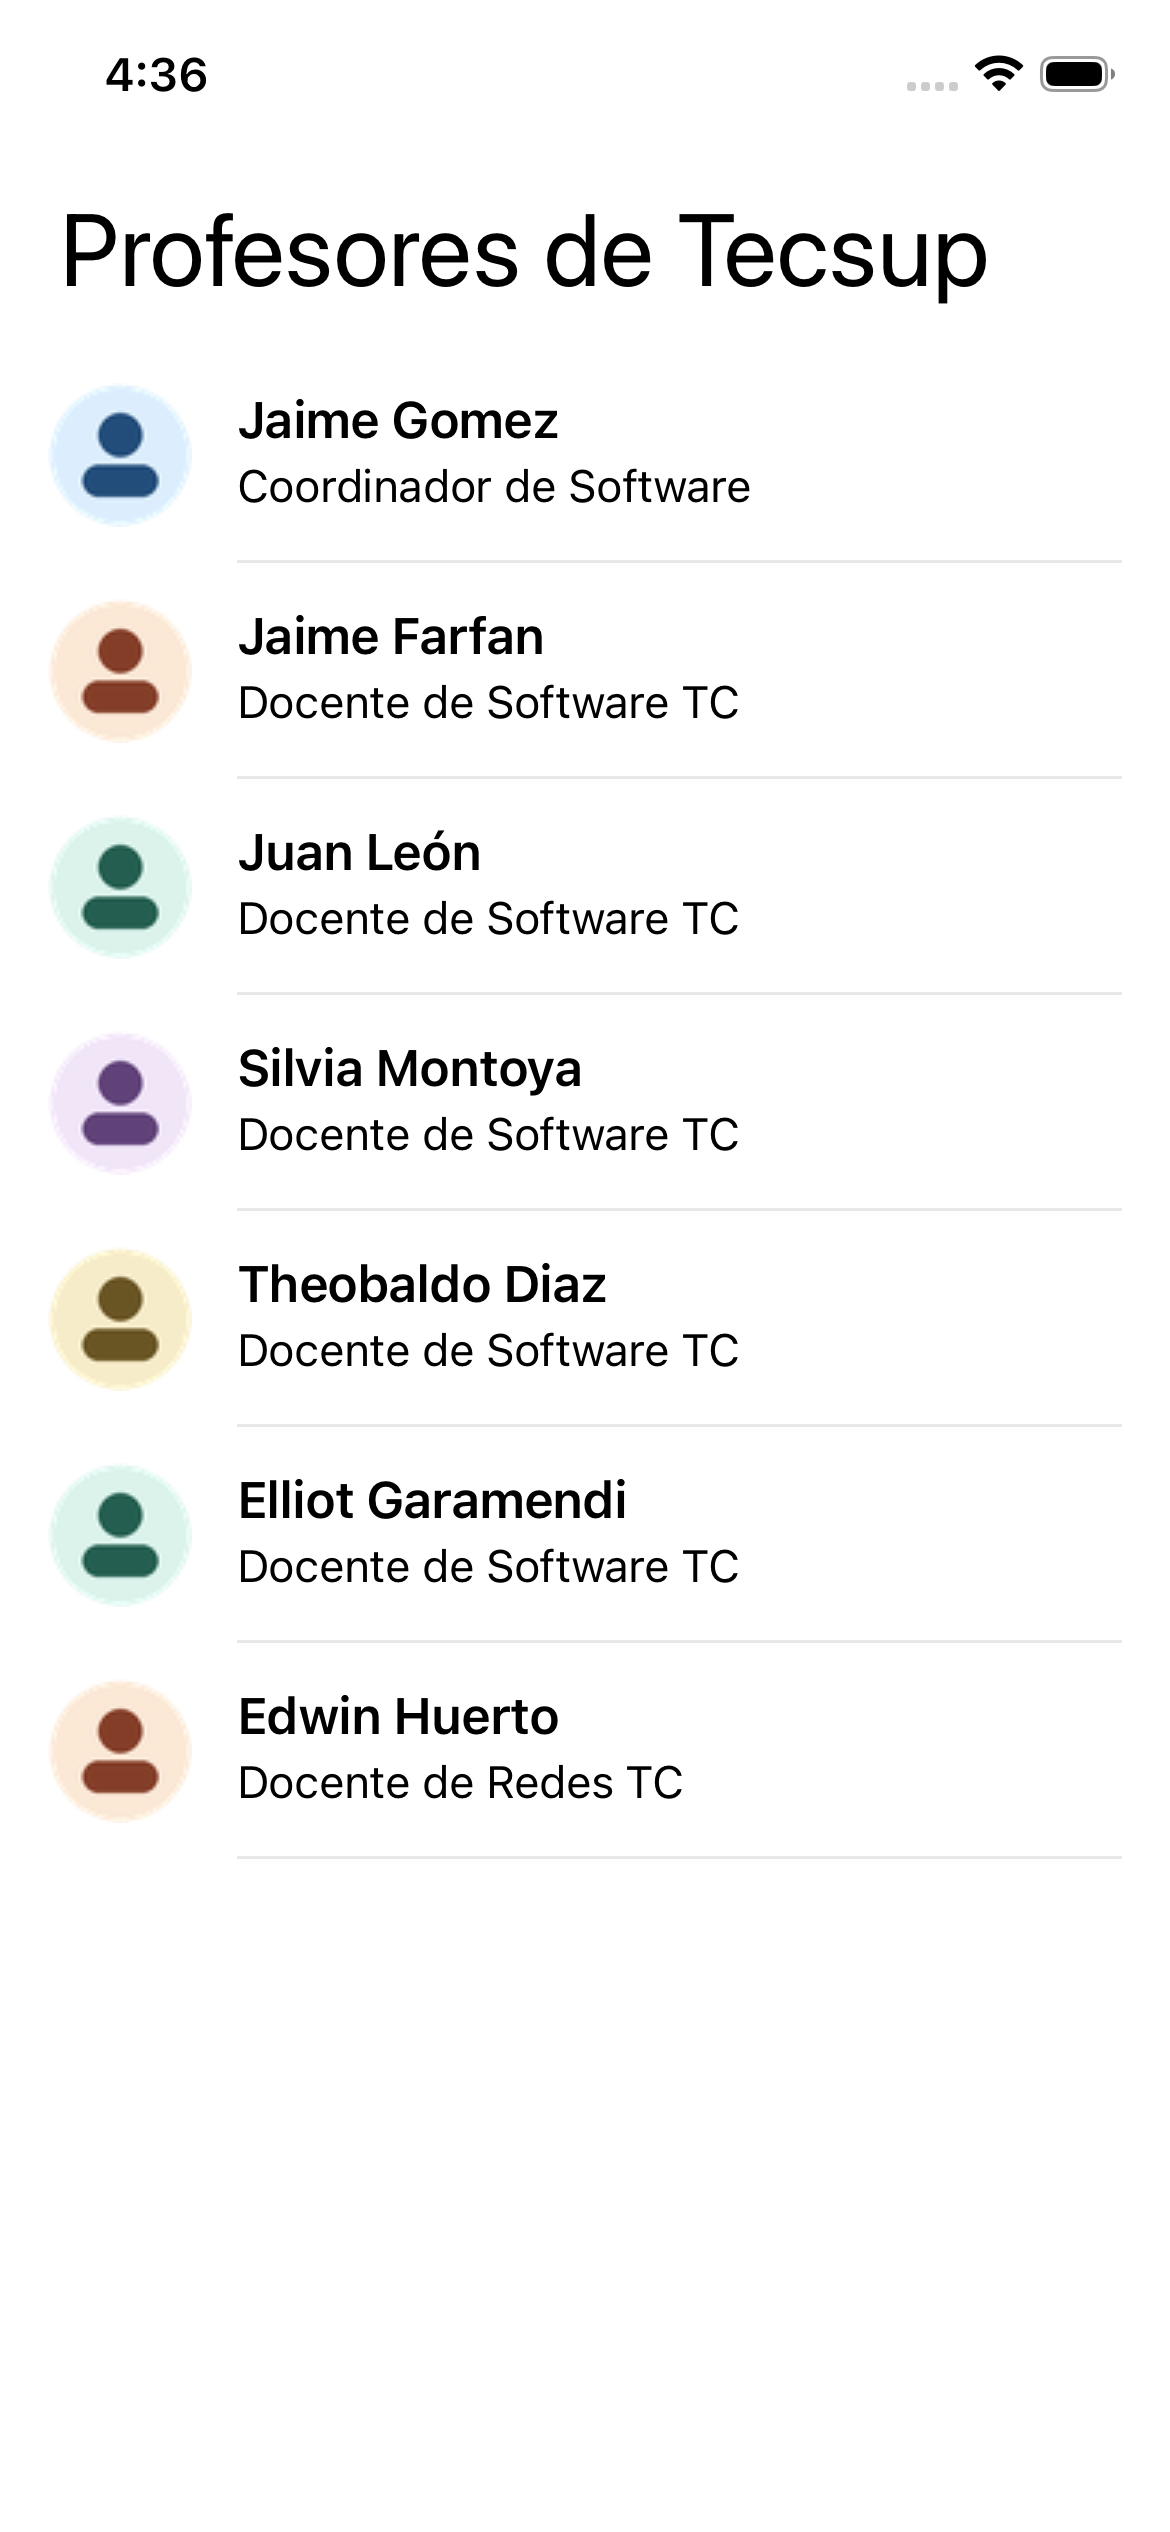 4:36
Profesores de Tecsup
Jaime Gomez
Coordinador de Software
Jaime Farfan
Docente de Software TC
Juan León
Docente de Software TC
Silvia Montoya
Docente de Software TC
Theobaldo Diaz
Docente de Software TC
Elliot Garamendi
Docente de Software TC
Edwin Huerto
Docente de Redes TC